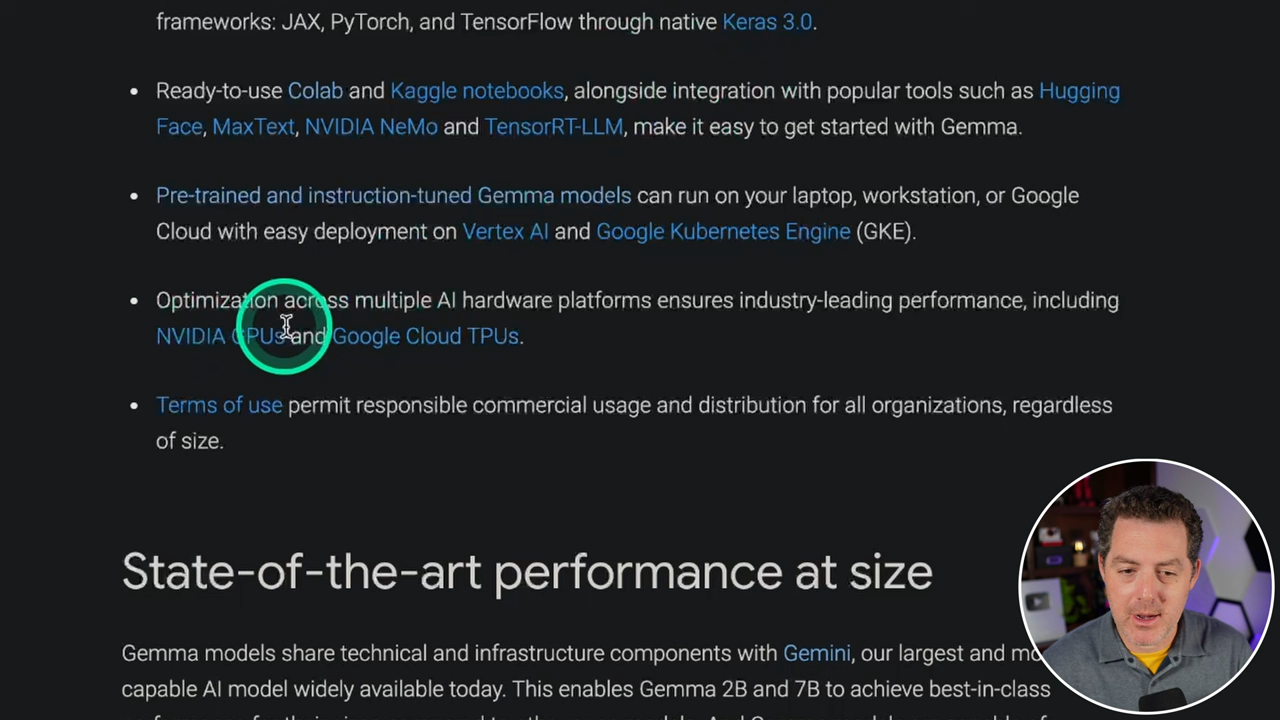 frameworks: JAX, PyTorch, and TensorFlow through native Keras 3.0.
Ready-to-use Colab and Kaggle notebooks, alongside integration with popular tools such as Hugging
Face, MaxText, NVIDIA NeMo and TensorRT-LLM, make it easy to get started with Gemma.
Pre-trained and instruction-tuned Gemma models can run on your laptop, workstation, or Google
Cloud with easy deployment on Vertex AI and Google Kubernetes Engine (GKE).
Optimization across multiple AI hardware platforms ensures industry-leading performance, including
NVIDIA GPUs and Google Cloud TPUs.
Terms of use permit responsible commercial usage and distribution for all organizations, regardless
of size.
State-of-the-art performance at size
Gemma models share technical and infrastructure components with Gemini, our largest and
capable AI model widely available today. This enables Gemma 2B and 7B to achieve best-in-class